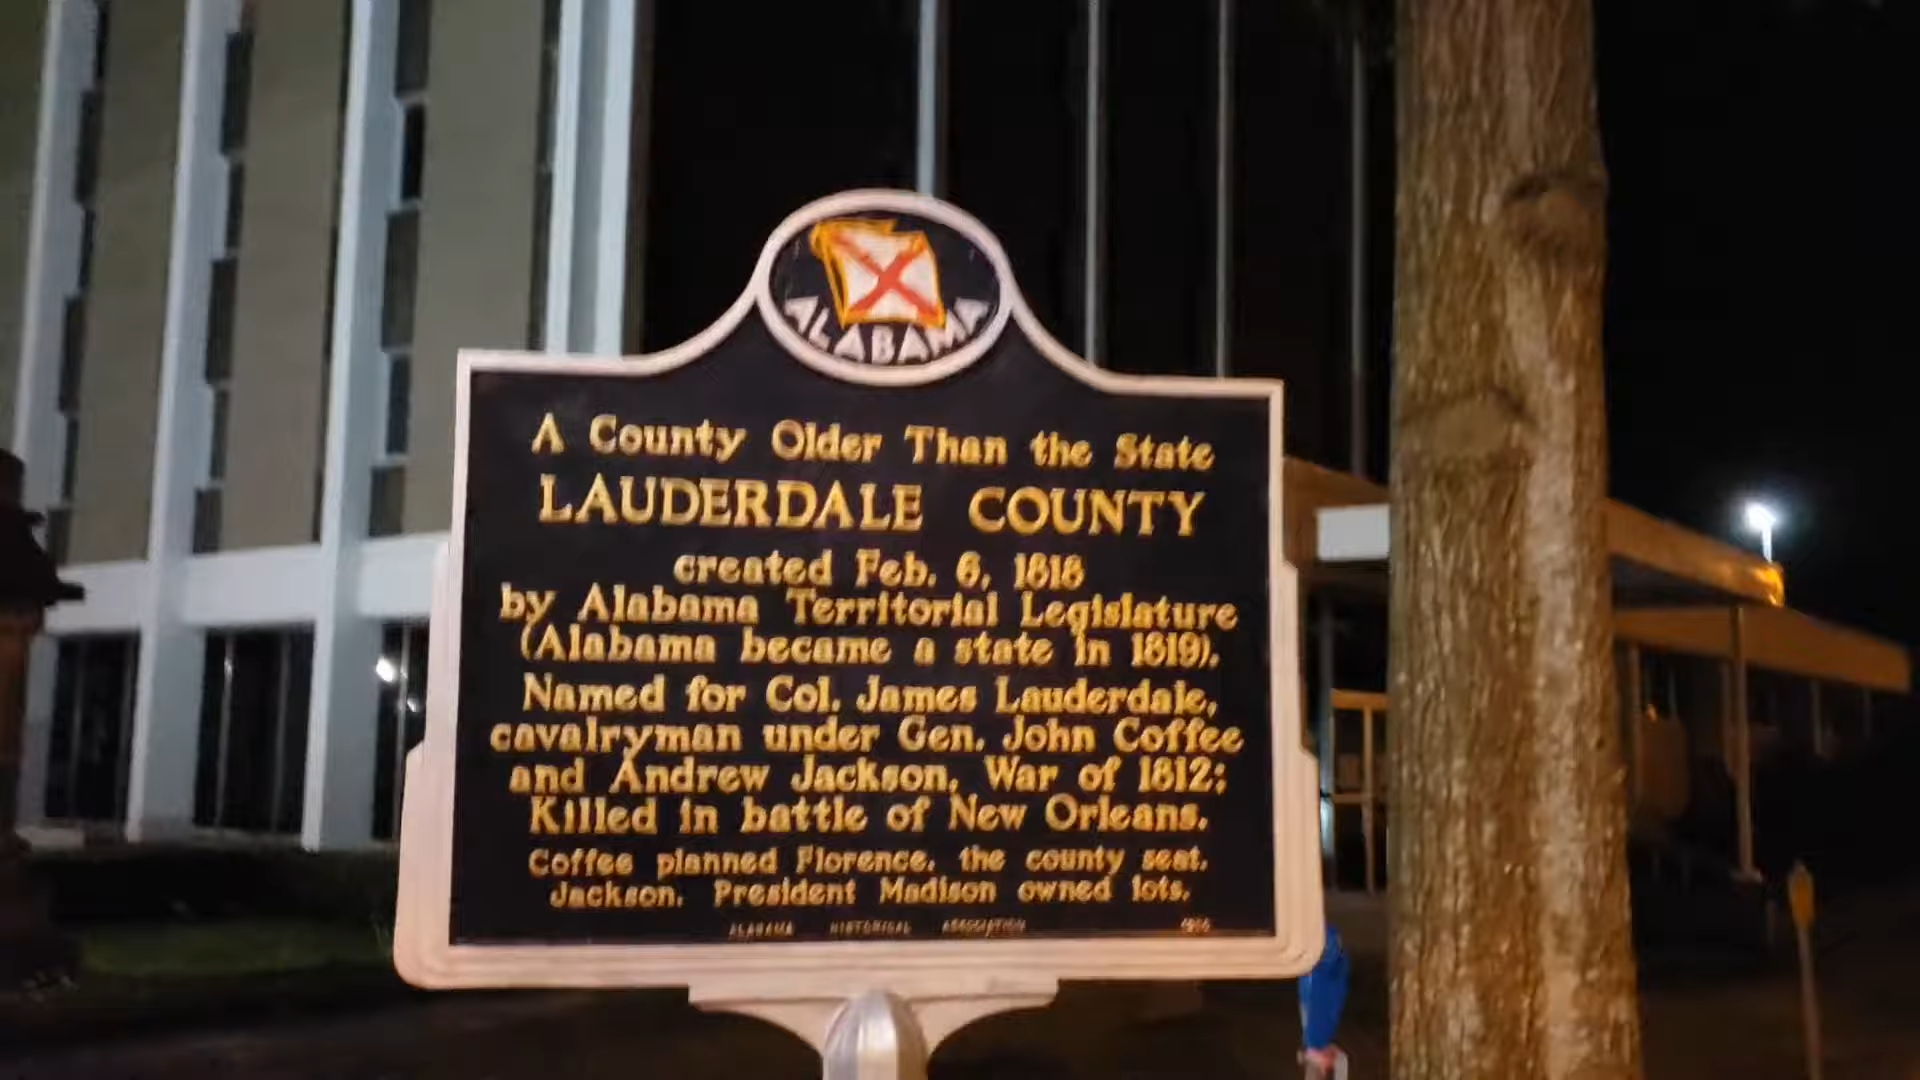 ALABAMA
A County Older Than the State
LAUDERDALE COUNTY
created Feb. 6, 1818
by Alabama Territorial Legislature
(Alabama became a state in 1819).
Named for Col. James Lauderdale,
cavalryman under Gen. John Coffee
and Andrew Jackson, War of 1812;
Killed in battle of New Orleans.
Coffee planned Florence, the county seat.
Jackson, President Madison owned lots.
ALABAMA HISTORICAL ASSOCIATION